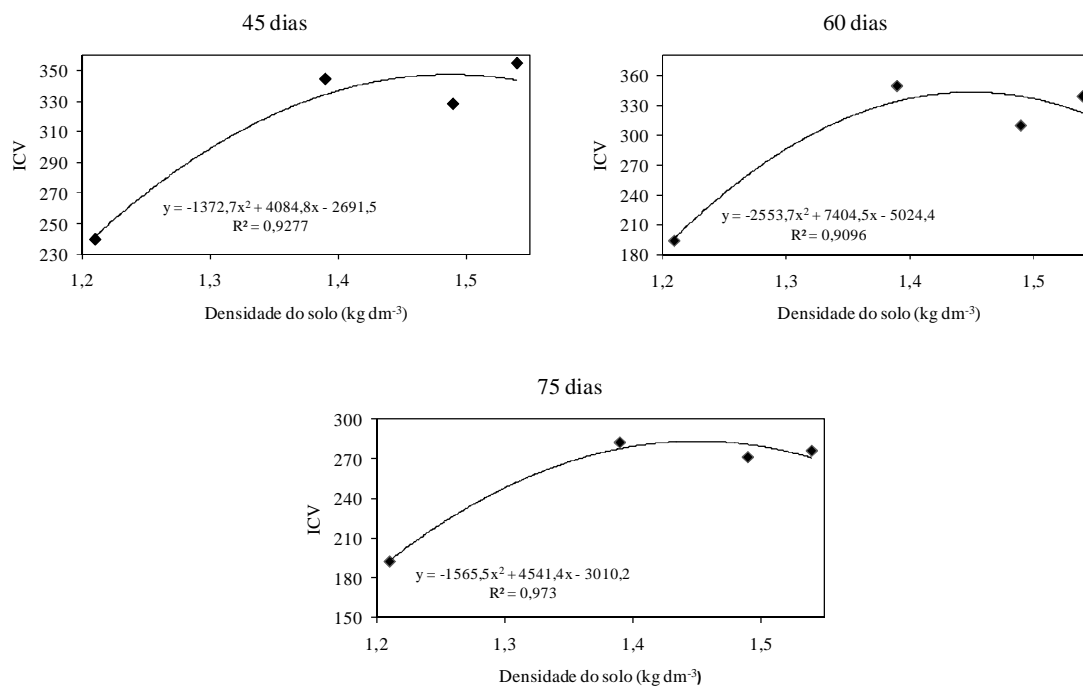 45 dias
350
330
310
290
270
250
230
ICV
y = -1372,7x² + 4084,8x - 2691,5
R² = 0,9277
1,2 1,3 1,4 1,5
Densidade do solo (kg dm⁻³)
60 dias
360
330
300
270
240
210
180
ICV
y = -2553,7x² + 7404,5x - 5024,4
R² = 0,9096
1,2 1,3 1,4 1,5
Densidade do solo (kg dm⁻³)
75 dias
300
270
240
210
180
150
ICV
y = -1565,5x² + 4541,4x - 3010,2
R² = 0,973
1,2 1,3 1,4 1,5
Densidade do solo (kg dm⁻³)